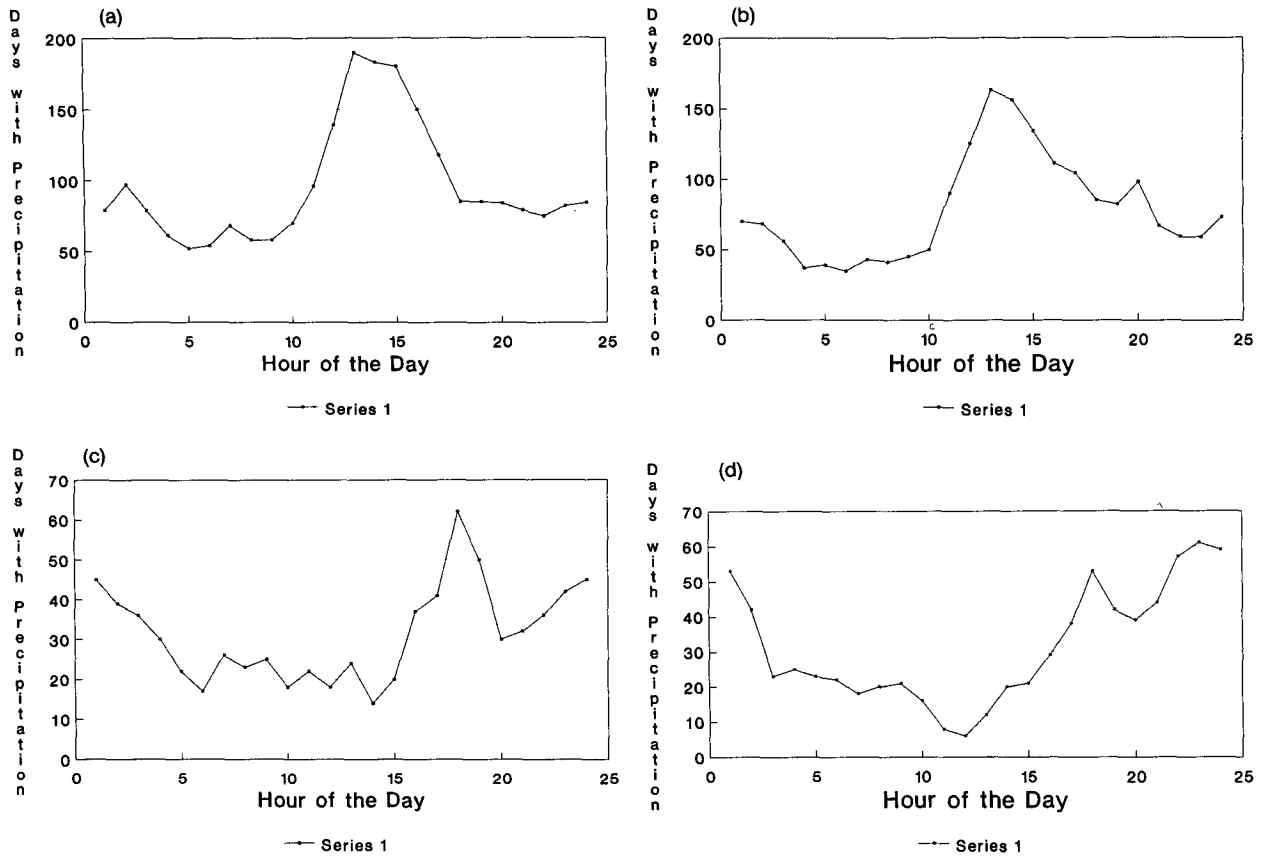 (a)
Days with Precipitation
200
150
100
50
0
0 5 10 15 20 25
Hour of the Day
Series 1
(b)
Days with Precipitation
200
150
100
50
0
0 5 10 15 20 25
c
Hour of the Day
Series 1
(c)
Days with Precipitation
70
60
50
40
30
20
10
0
0 5 10 15 20 25
Hour of the Day
Series 1
(d)
Days with Precipitation
70
60
50
40
30
20
10
0
0 5 10 15 20 25
Hour of the Day
Series 1